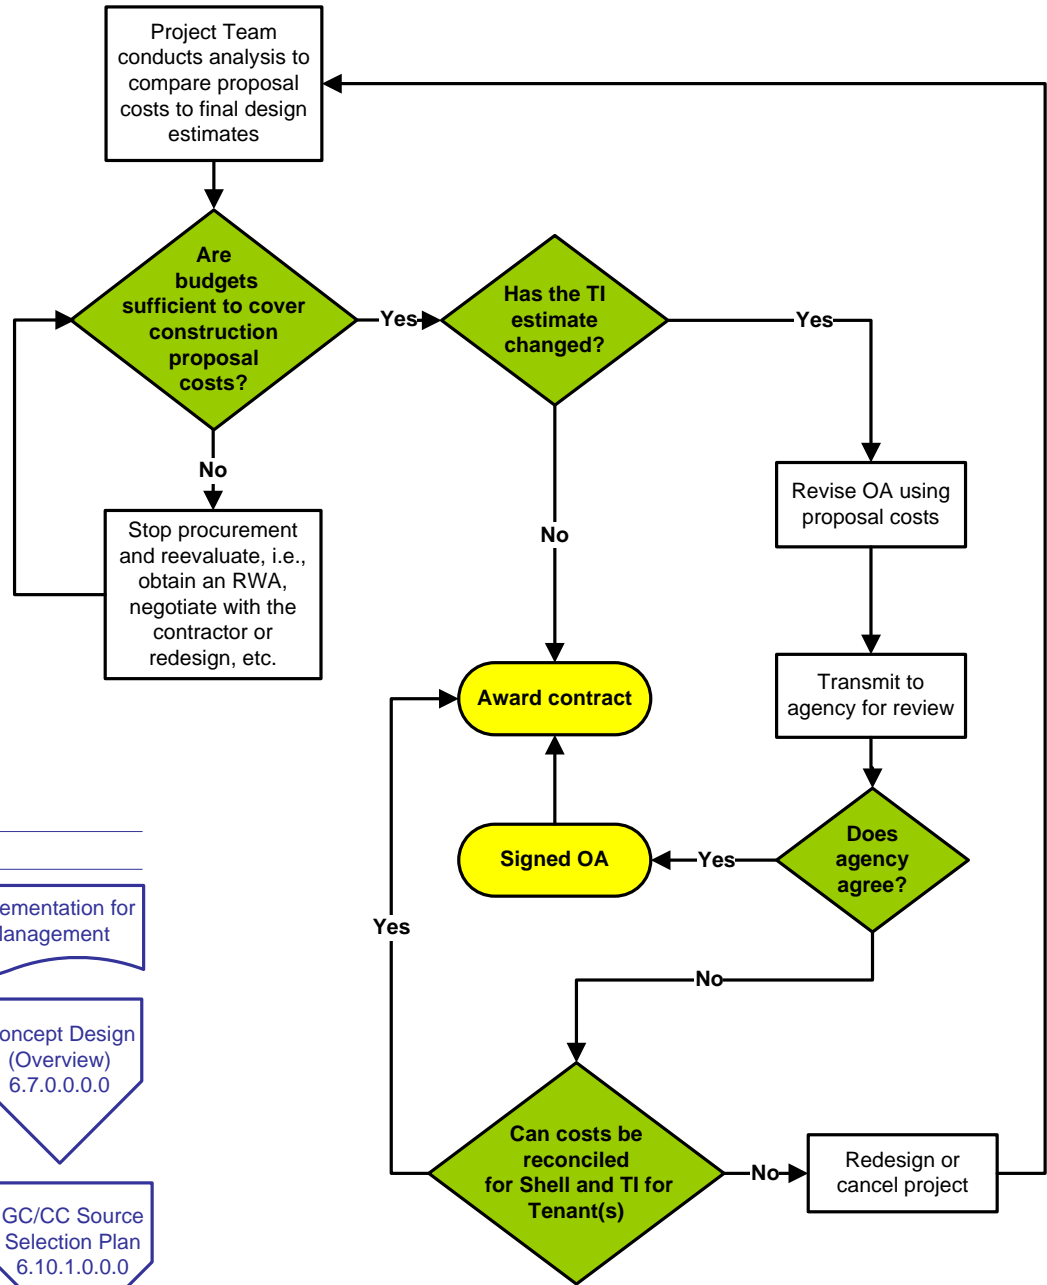 Project Team
conducts analysis to
compare proposal
costs to final design
estimates
Are
budgets
sufficient to cover
construction
proposal
costs?
Yes
Has the TI
estimate
changed?
Yes
No
Stop procurement
and reevaluate, i.e.,
obtain an RWA,
negotiate with the
contractor or
redesign, etc.
No
Revise OA using
proposal costs
Transmit to
agency for review
Award contract
Does
agency
agree?
Yes
Signed OA
Yes
No
Can costs be
reconciled
for Shell and TI for
Tenant(s)
No
Redesign or
cancel project
ementation for
anagement
oncept Design
(Overview)
6.7.0.0.0.0
GC/CC Source
Selection Plan
6.10.1.0.0.0